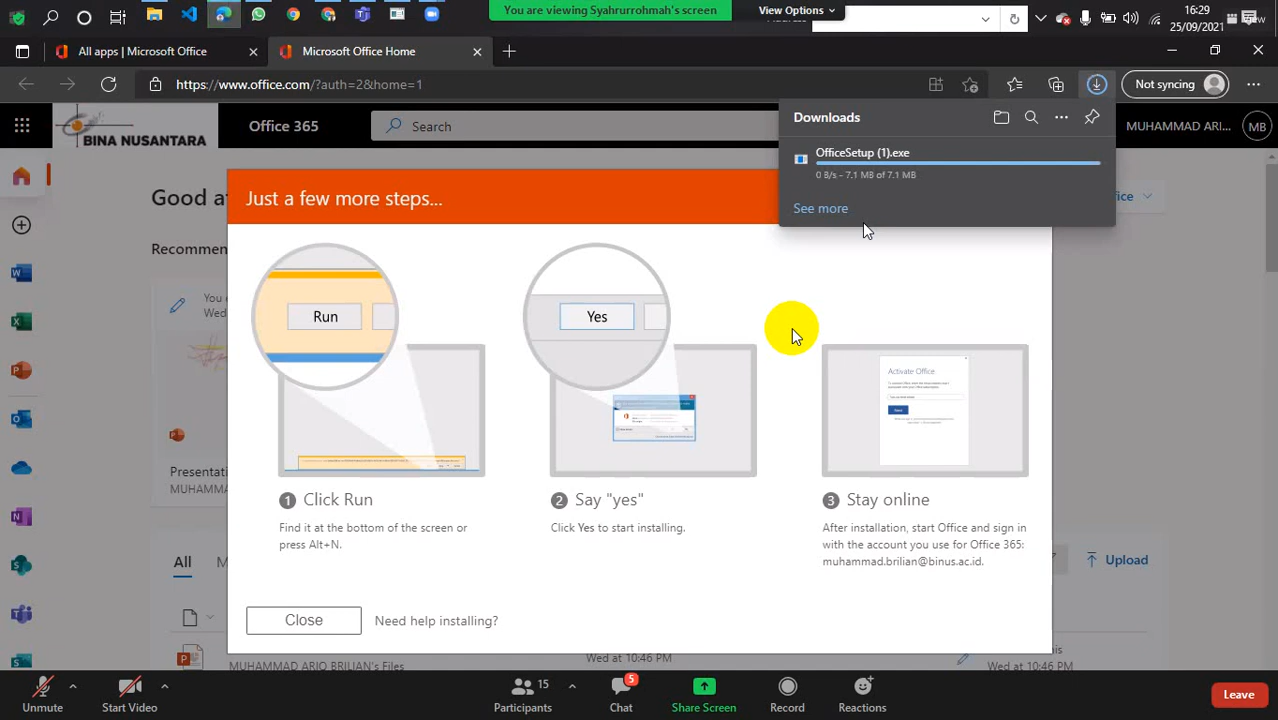 You are viewing Syahrurrohmah's screen
View Options
16:29
25/09/2021
All apps | Microsoft Office
Microsoft Office Home
https://www.office.com/?auth=2&home=1
Not syncing
BINA NUSANTARA
Office 365
Search
MUHAMMAD ARI...
MB
Downloads
OfficeSetup (1).exe
0 B/s - 7.1 MB of 7.1 MB
See more
Good af
Just a few more steps...
Recommen
You e
Wed at
Run
Yes
Activate Office
Presentati
MUHAMMAD AR
1 Click Run
2 Say "yes"
3 Stay online
Find it at the bottom of the screen or
press Alt+N.
Click Yes to start installing.
After installation, start Office and sign in
with the account you use for Office 365:
muhammad.brilian@binus.ac.id.
All
Upload
Close
Need help installing?
MUHAMMAD ARIO BRILIAN's Files
Wed at 10:46 PM
Wed at 10:46 PM
Unmute
Start Video
15
Participants
5
Chat
Share Screen
Record
Reactions
Leave